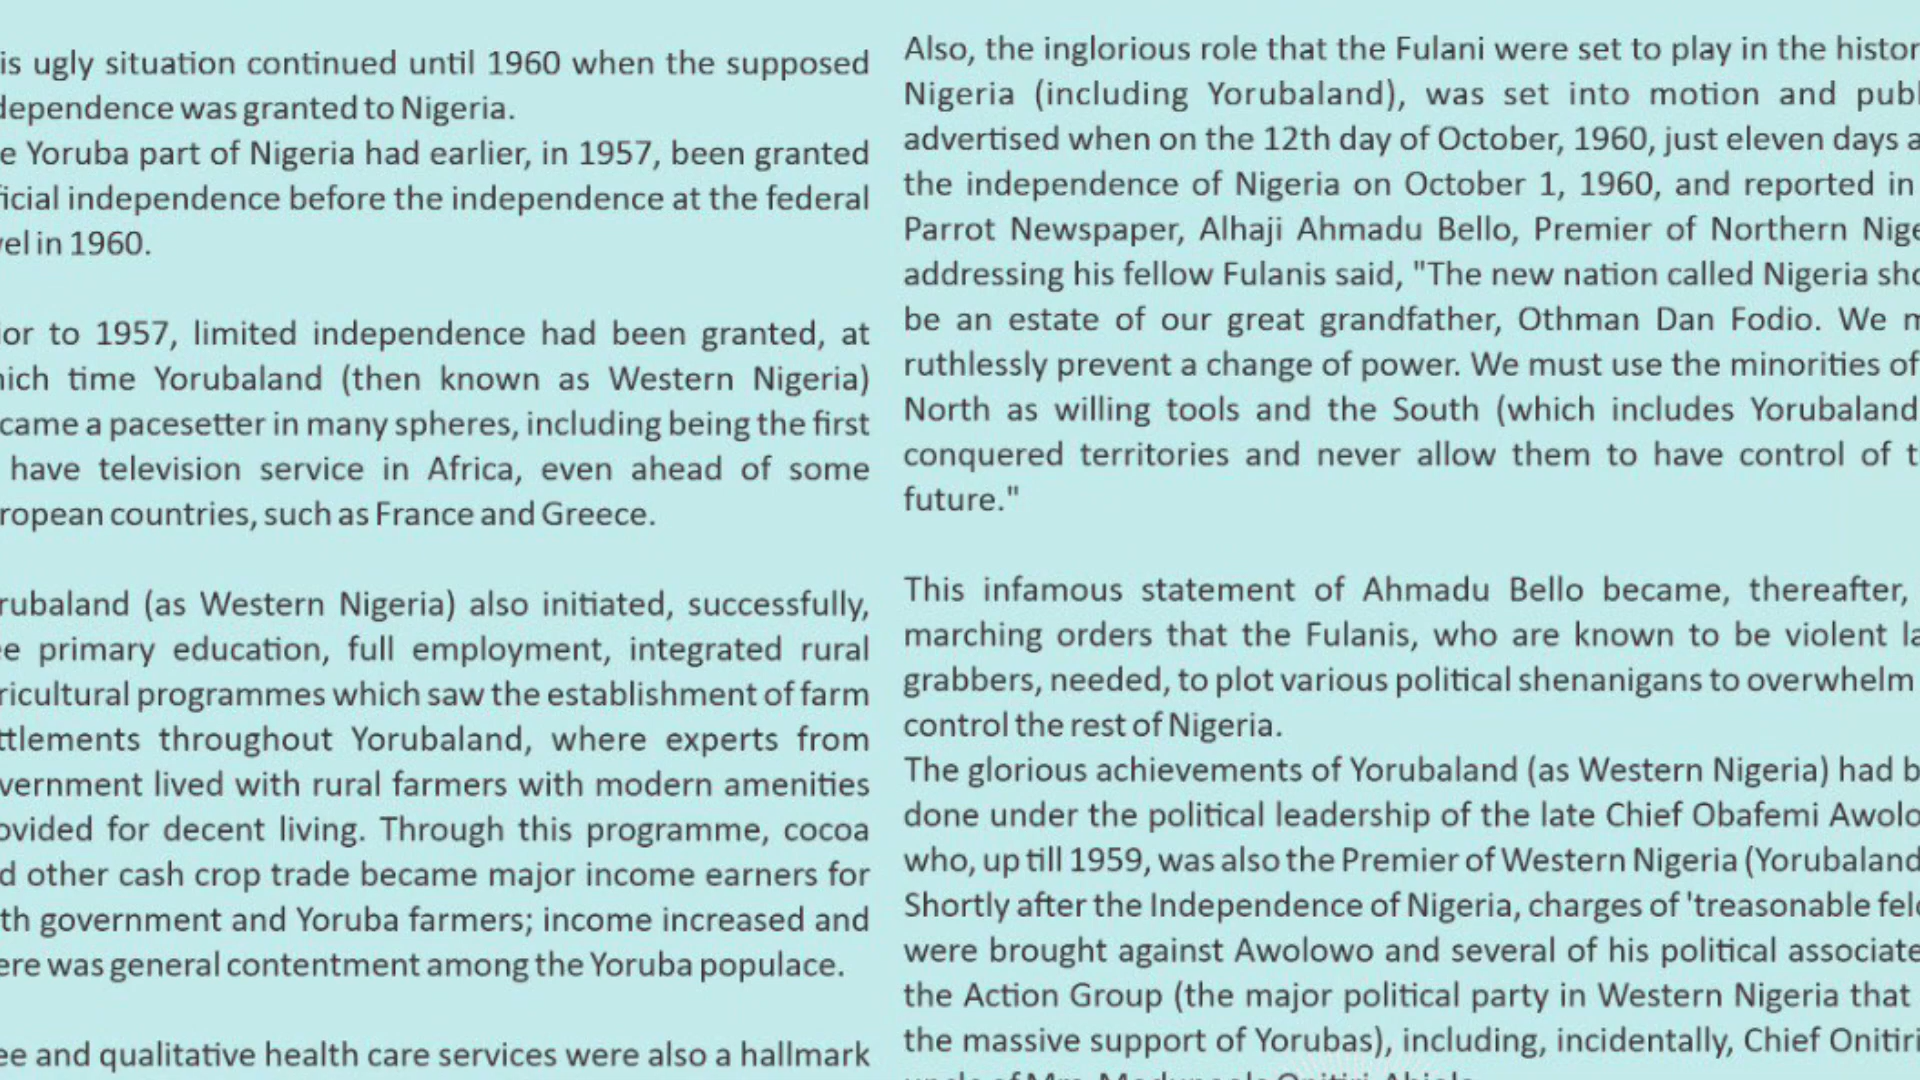 is ugly situation continued until 1960 when the supposed
dependence was granted to Nigeria.
e Yoruba part of Nigeria had earlier, in 1957, been granted
ficial independence before the independence at the federal
vel in 1960.
ior to 1957, limited independence had been granted, at
hich time Yorubaland (then known as Western Nigeria)
came a pacesetter in many spheres, including being the first
have television service in Africa, even ahead of some
ropean countries, such as France and Greece.
rubaland (as Western Nigeria) also initiated, successfully,
ee primary education, full employment, integrated rural
ricultural programmes which saw the establishment of farm
ttlements throughout Yorubaland, where experts from
vernment lived with rural farmers with modern amenities
ovided for decent living. Through this programme, cocoa
d other cash crop trade became major income earners for
th government and Yoruba farmers; income increased and
ere was general contentment among the Yoruba populace.
ee and qualitative health care services were also a hallmark
Also, the inglorious role that the Fulani were set to play in the histor
Nigeria (including Yorubaland), was set into motion and publ
advertised when on the 12th day of October, 1960, just eleven days a
the independence of Nigeria on October 1, 1960, and reported in
Parrot Newspaper, Alhaji Ahmadu Bello, Premier of Northern Nige
addressing his fellow Fulanis said, "The new nation called Nigeria sho
be an estate of our great grandfather, Othman Dan Fodio. We m
ruthlessly prevent a change of power. We must use the minorities of
North as willing tools and the South (which includes Yorubaland
conquered territories and never allow them to have control of t
future."
This infamous statement of Ahmadu Bello became, thereafter,
marching orders that the Fulanis, who are known to be violent la
grabbers, needed, to plot various political shenanigans to overwhelm
control the rest of Nigeria.
The glorious achievements of Yorubaland (as Western Nigeria) had b
done under the political leadership of the late Chief Obafemi Awolo
who, up till 1959, was also the Premier of Western Nigeria (Yorubaland
Shortly after the Independence of Nigeria, charges of 'treasonable felo
were brought against Awolowo and several of his political associate
the Action Group (the major political party in Western Nigeria that
the massive support of Yorubas), including, incidentally, Chief Onitiri
uncle of Mrs. Modupeola Onitiri-Abiola